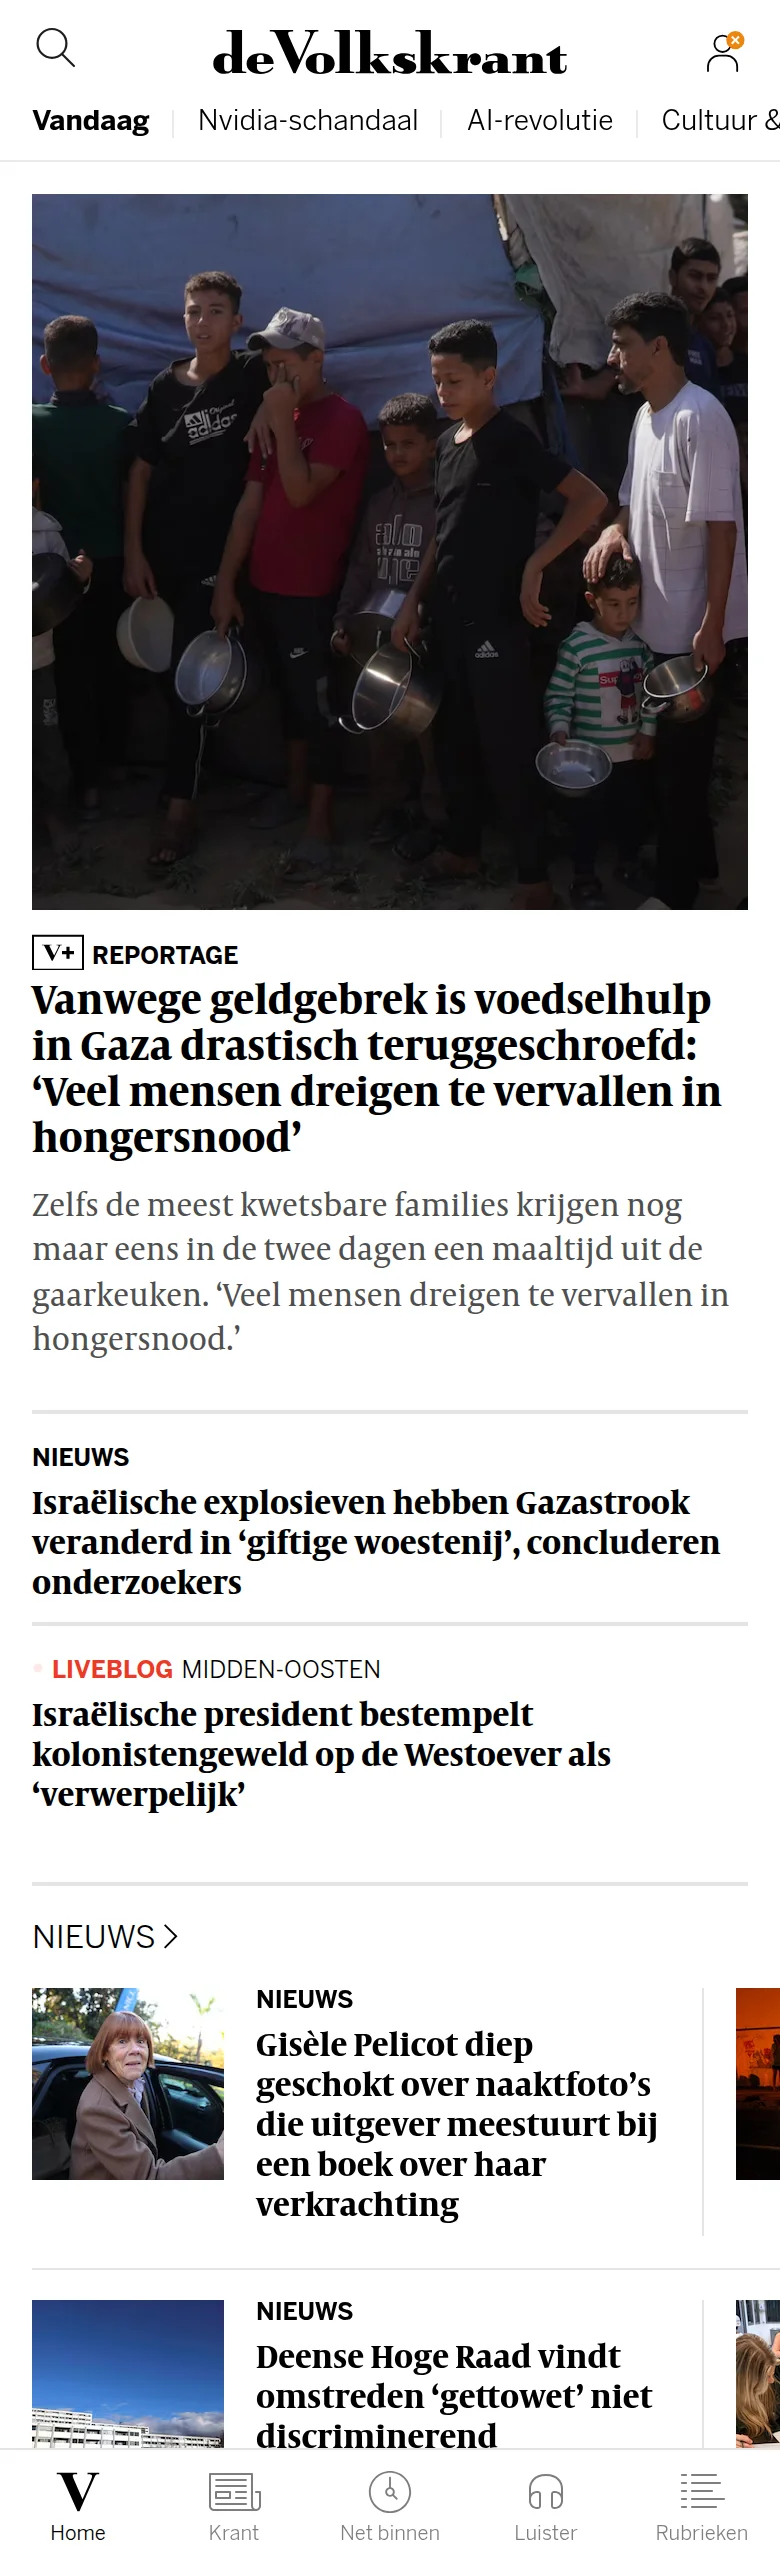 deVolkskrant
Vandaag Nvidia-schandaal AI-revolutie Cultuur &
Original
adidas
adidas
V+ REPORTAGE
Vanwege geldgebrek is voedselhulp
in Gaza drastisch teruggeschroefd:
‘Veel mensen dreigen te vervallen in
hongersnood’
Zelfs de meest kwetsbare families krijgen nog
maar eens in de twee dagen een maaltijd uit de
gaarkeuken. ‘Veel mensen dreigen te vervallen in
hongersnood.’
NIEUWS
Israëlische explosieven hebben Gazastrook
veranderd in ‘giftige woestenij’, concluderen
onderzoekers
LIVEBLOG MIDDEN-OOSTEN
Israëlische president bestempelt
kolonistengeweld op de Westoever als
‘verwerpelijk’
NIEUWS
NIEUWS
Gisèle Pelicot diep
geschokt over naaktfoto’s
die uitgever meestuurt bij
een boek over haar
verkrachting
NIEUWS
Deense Hoge Raad vindt
omstreden ‘gettowet’ niet
discriminerend
Home Krant Net binnen Luister Rubrieken